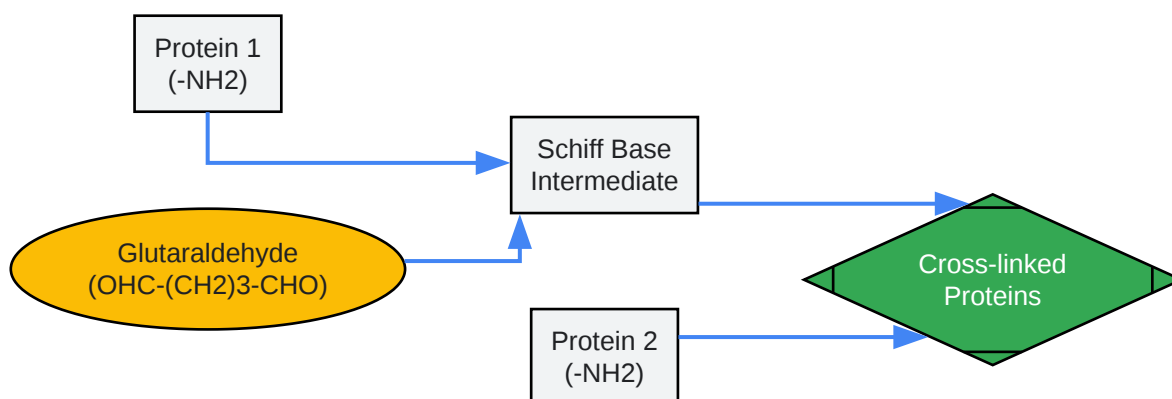 Protein 1
(-NH2)
Schiff Base
Intermediate
Glutaraldehyde
(OHC-(CH2)3-CHO)
Cross-linked
Proteins
Protein 2
(-NH2)